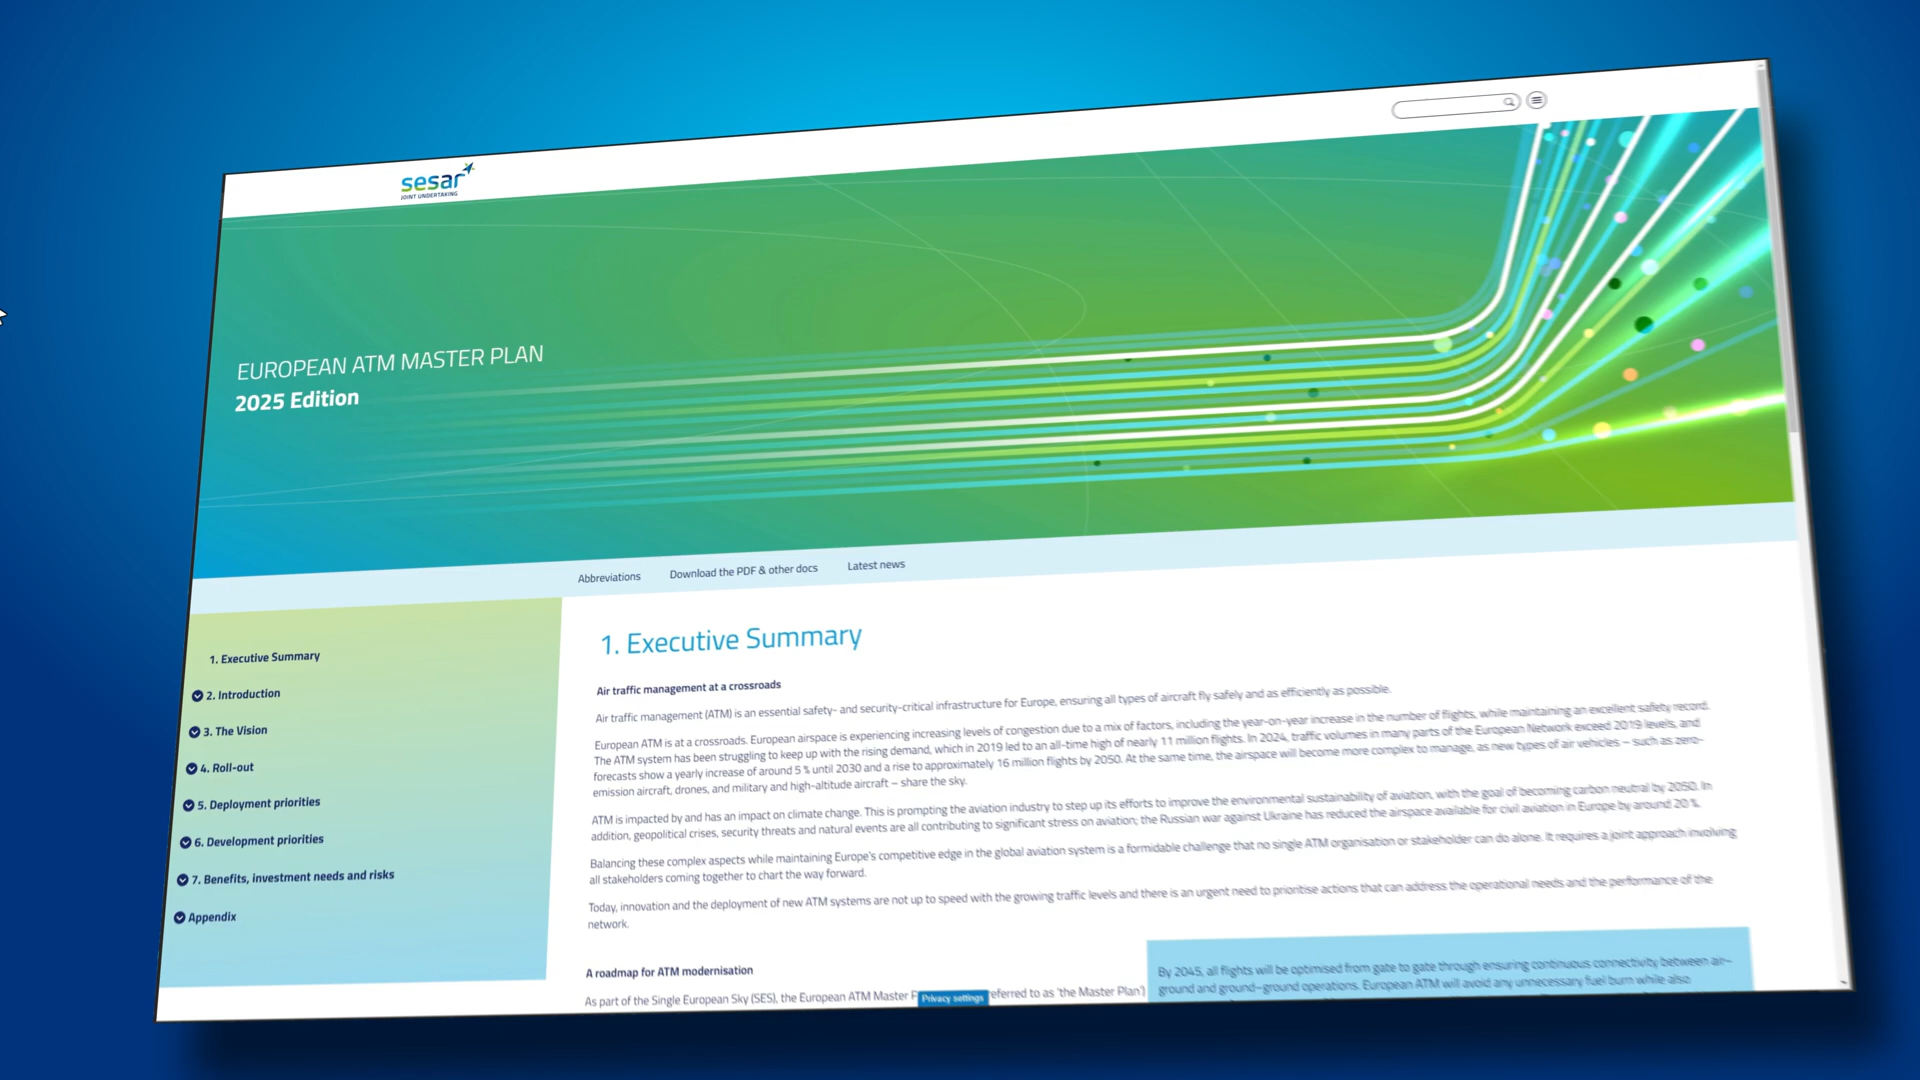 sesar
JOINT UNDERTAKING
EUROPEAN ATM MASTER PLAN
2025 Edition
Abbreviations
Download the PDF & other docs
Latest news
1. Executive Summary
2. Introduction
3. The Vision
4. Roll-out
5. Deployment priorities
6. Development priorities
7. Benefits, investment needs and risks
Appendix
1. Executive Summary
Air traffic management at a crossroads
Air traffic management (ATM) is an essential safety- and security-critical infrastructure for Europe, ensuring all types of aircraft fly safely and as efficiently as possible.
European ATM is at a crossroads. European airspace is experiencing increasing levels of congestion due to a mix of factors, including the year-on-year increase in the number of flights, while maintaining an excellent safety record.
The ATM system has been struggling to keep up with the rising demand, which in 2019 led to an all-time high of nearly 11 million flights. In 2024, traffic volumes in many parts of the European Network exceed 2019 levels, and
forecasts show a yearly increase of around 5 % until 2030 and a rise to approximately 16 million flights by 2050. At the same time, the airspace will become more complex to manage, as new types of air vehicles – such as zero-
emission aircraft, drones, and military and high-altitude aircraft – share the sky.
ATM is impacted by and has an impact on climate change. This is prompting the aviation industry to step up its efforts to improve the environmental sustainability of aviation, with the goal of becoming carbon neutral by 2050. In
addition, geopolitical crises, security threats and natural events are all contributing to significant stress on aviation; the Russian war against Ukraine has reduced the airspace available for civil aviation in Europe by around 20 %.
Balancing these complex aspects while maintaining Europe's competitive edge in the global aviation system is a formidable challenge that no single ATM organisation or stakeholder can do alone. It requires a joint approach involving
all stakeholders coming together to chart the way forward.
Today, innovation and the deployment of new ATM systems are not up to speed with the growing traffic levels and there is an urgent need to prioritise actions that can address the operational needs and the performance of the
network.
A roadmap for ATM modernisation
As part of the Single European Sky (SES), the European ATM Master P
eferred to as 'the Master Plan')
Privacy settings
By 2045, all flights will be optimised from gate to gate through ensuring continuous connectivity between air–
ground and ground–ground operations. European ATM will avoid any unnecessary fuel burn while also